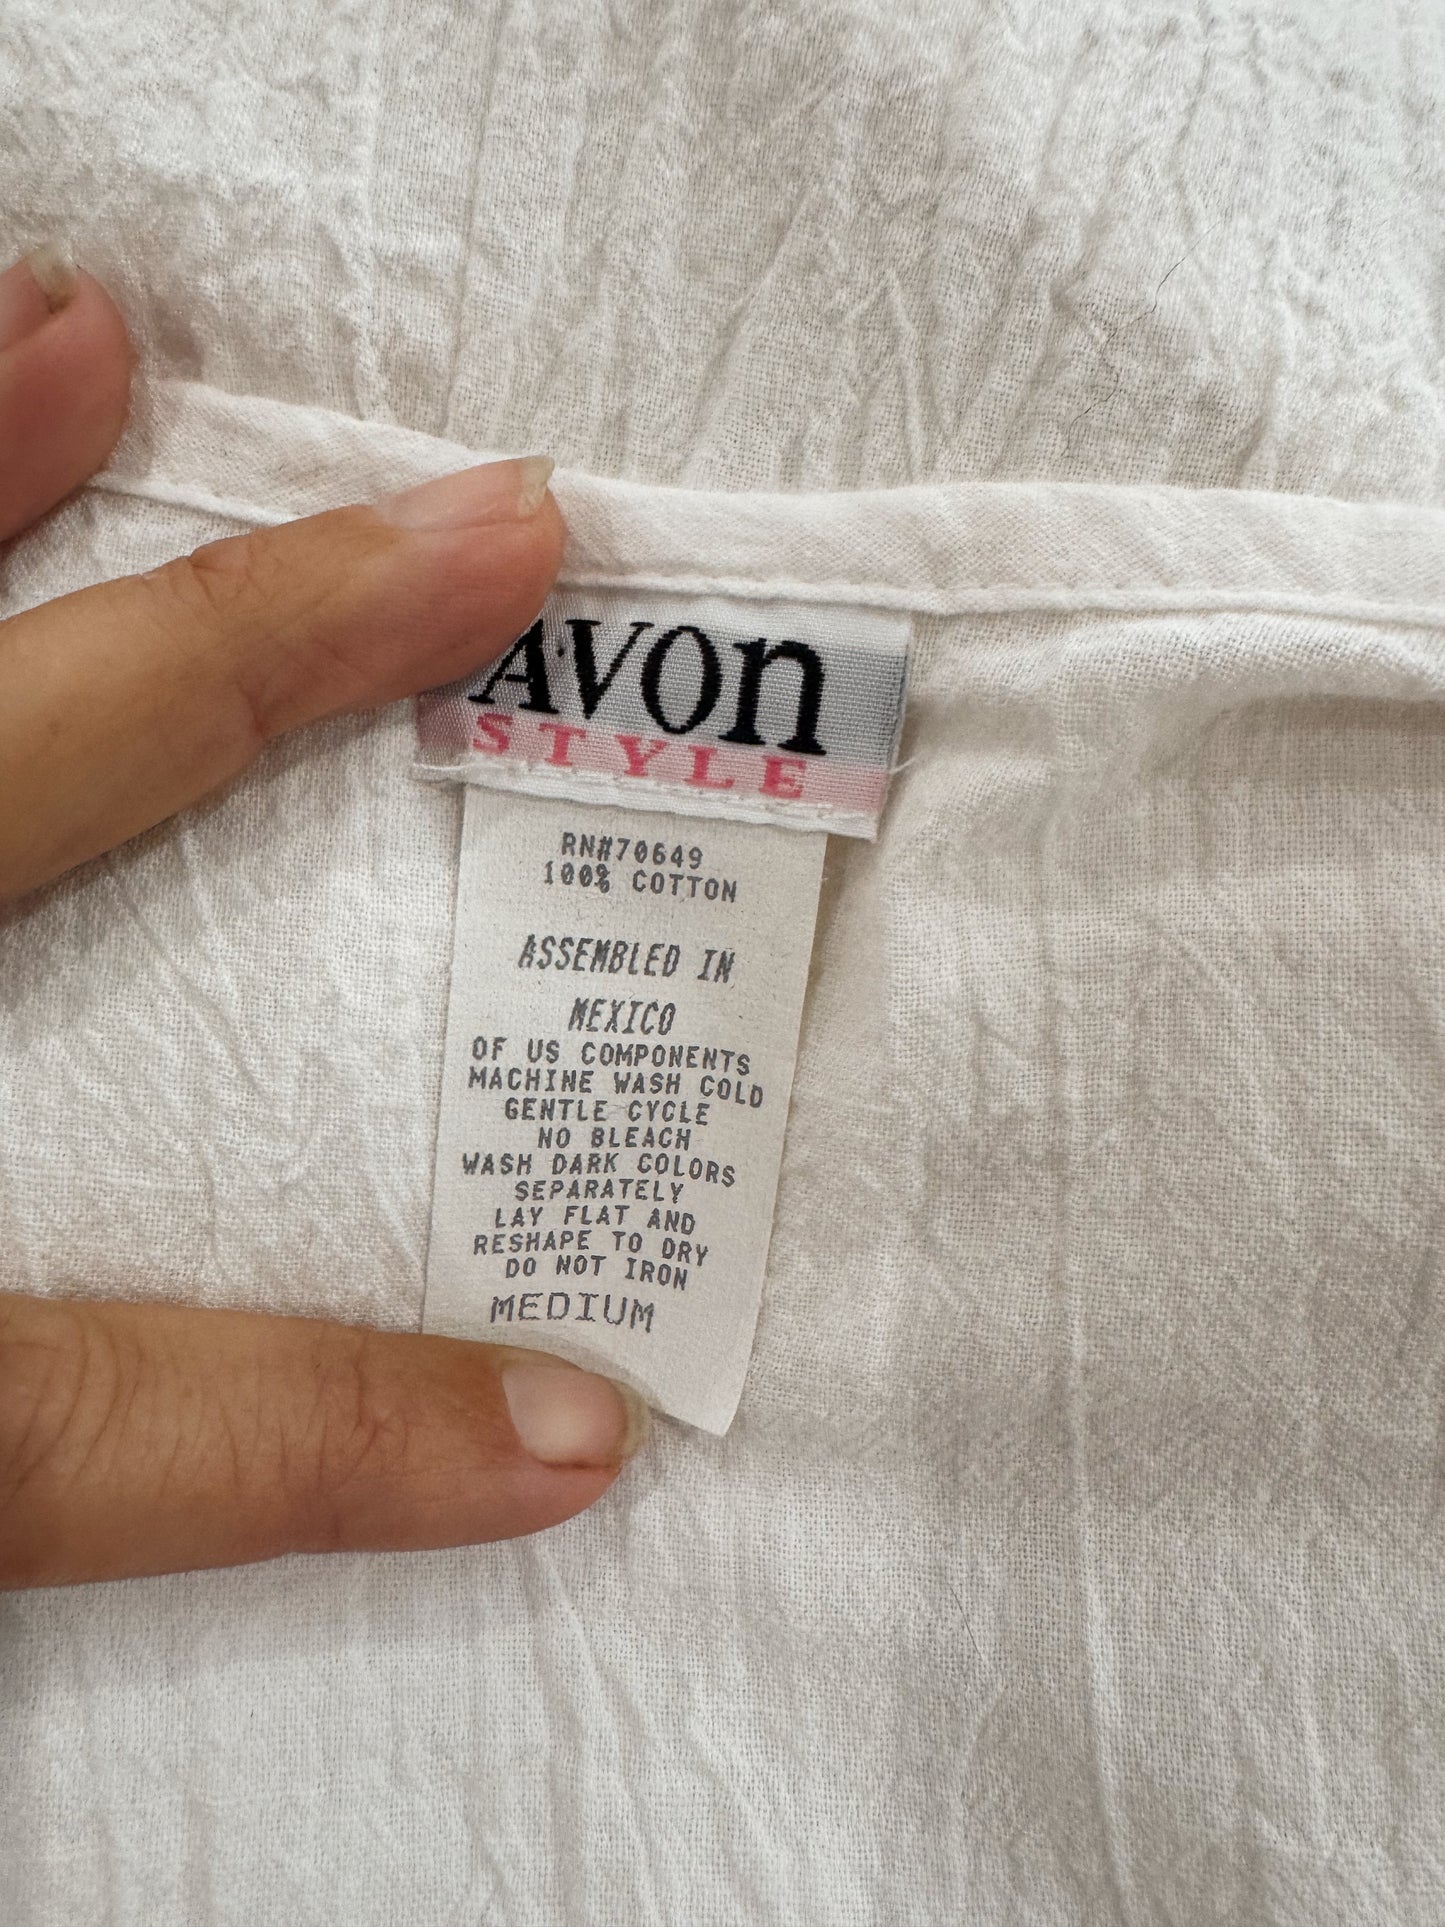 AVON
STYLE
RN#70649
100% COTTON
ASSEMBLED IN
MEXICO
OF US COMPONENTS
MACHINE WASH COLD
GENTLE CYCLE
NO BLEACH
WASH DARK COLORS
SEPARATELY
LAY FLAT AND
RESHAPE TO DRY
DO NOT IRON
MEDIUM